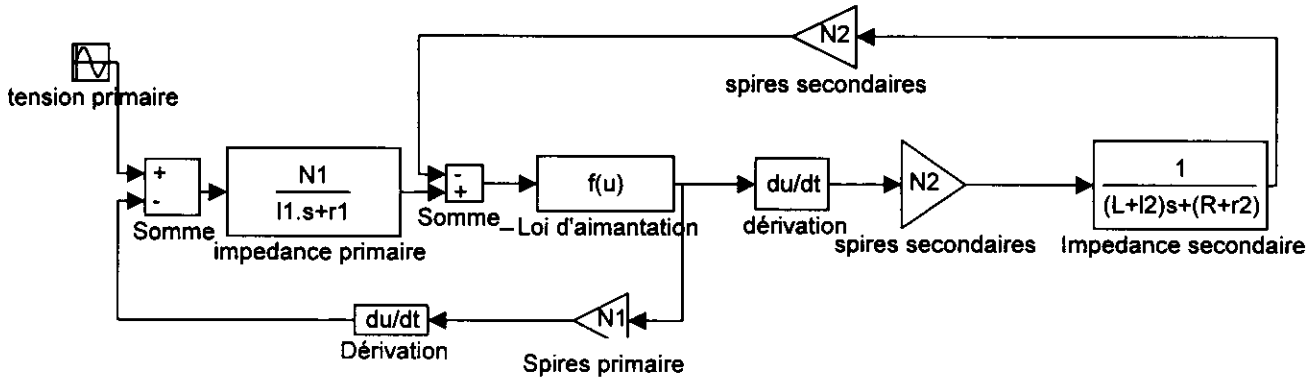 N2
spires secondaires
tension primaire
+
-
Somme
N1
l1.s+r1
impedance primaire
-
+
Somme
f(u)
Loi d'aimantation
du/dt
dérivation
N2
spires secondaires
1
(L+l2)s+(R+r2)
Impedance secondaire
du/dt
Dérivation
N1
Spires primaire